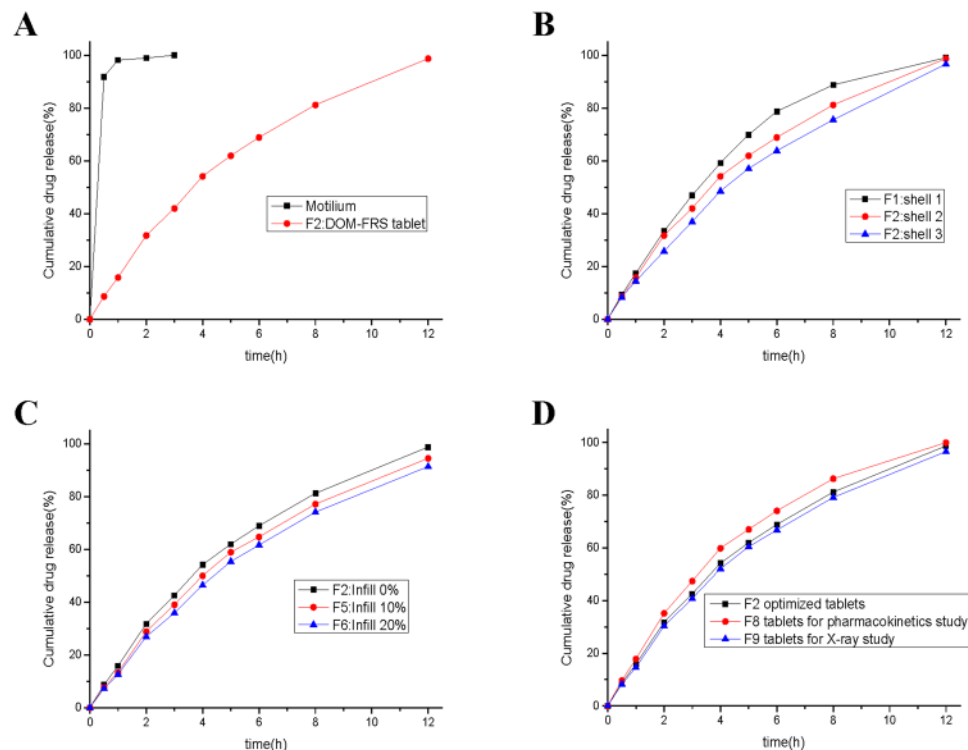 A
Cumulative drug release(%)
100
80
60
40
20
0
Motilium
F2:DOM-FRS tablet
0 2 4 6 8 10 12
time(h)
B
Cumulative drug release(%)
100
80
60
40
20
0
F1:shell 1
F2:shell 2
F2:shell 3
0 2 4 6 8 10 12
time(h)
C
Cumulative drug release(%)
100
80
60
40
20
0
F2:Infill 0%
F5:Infill 10%
F6:Infill 20%
0 2 4 6 8 10 12
time(h)
D
Cumulative drug release(%)
100
80
60
40
20
0
F2 optimized tablets
F8 tablets for pharmacokinetics study
F9 tablets for X-ray study
0 2 4 6 8 10 12
time(h)